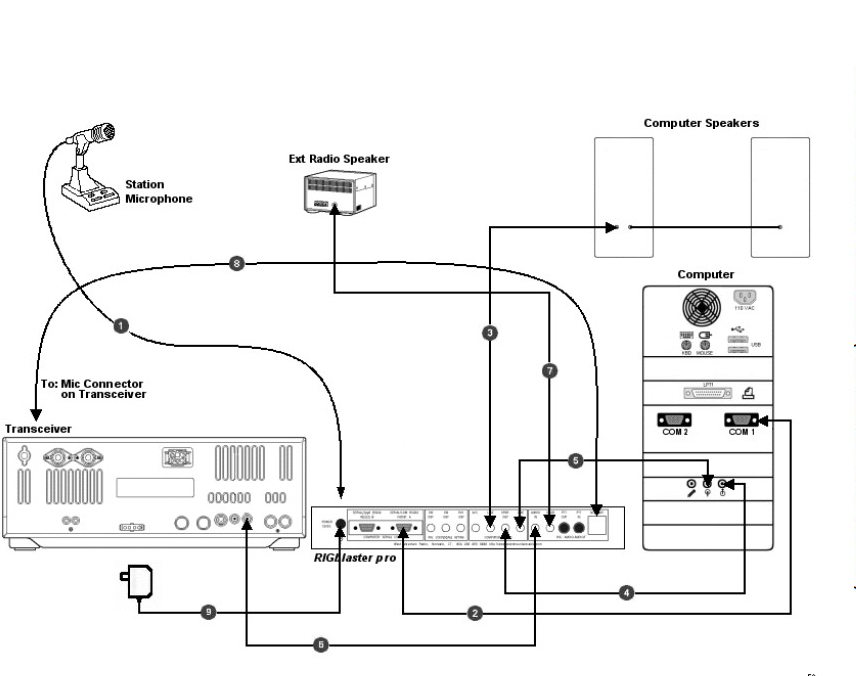 Computer Speakers
Ext Radio Speaker
Station
Microphone
8
Computer
110 VAC
1
3
USB
KBD MOUSE
7
To: Mic Connector
on Transceiver
LPT1
Transceiver
COM 2 COM 1
5
RIGblaster pro
4
9
2
6